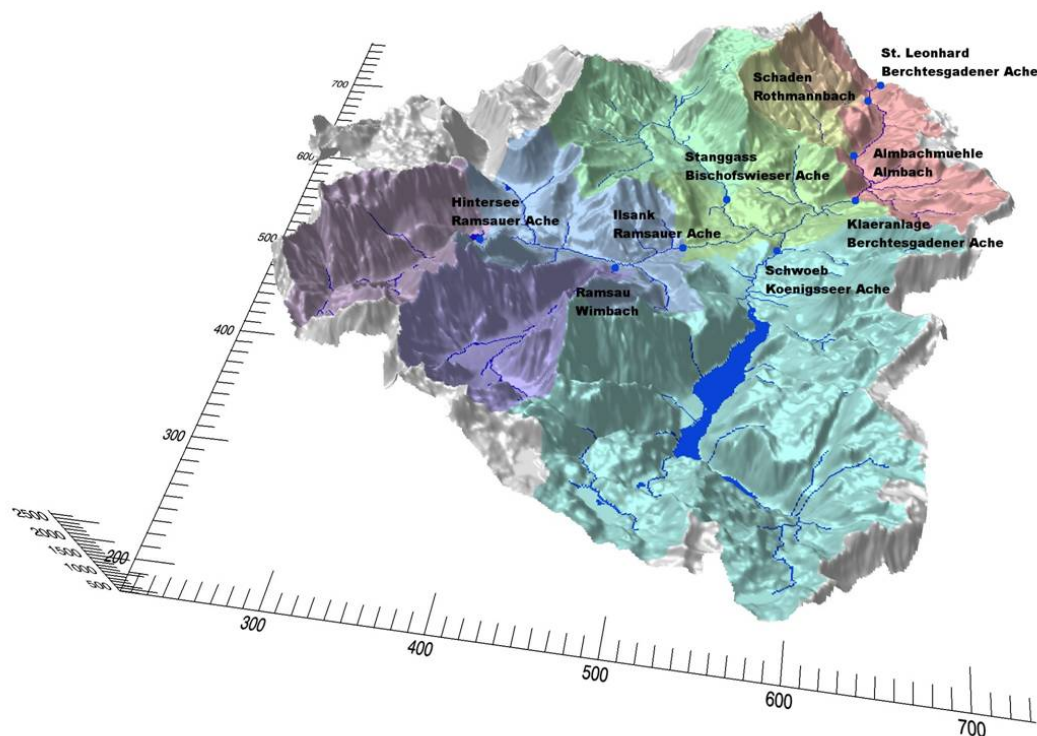 St. Leonhard
Berchtesgadener Ache
Schaden
Rothmannbach
Almbachmuehle
Almbach
Stanggass
Bischofswieser Ache
Hintersee
Ramsauer Ache
Ilsank
Ramsauer Ache
Klaeranlage
Berchtesgadener Ache
Schwoeb
Koenigsseer Ache
Ramsau
Wimbach
700
600
500
400
300
200
2500
2000
1500
1000
500
300
400
500
600
700